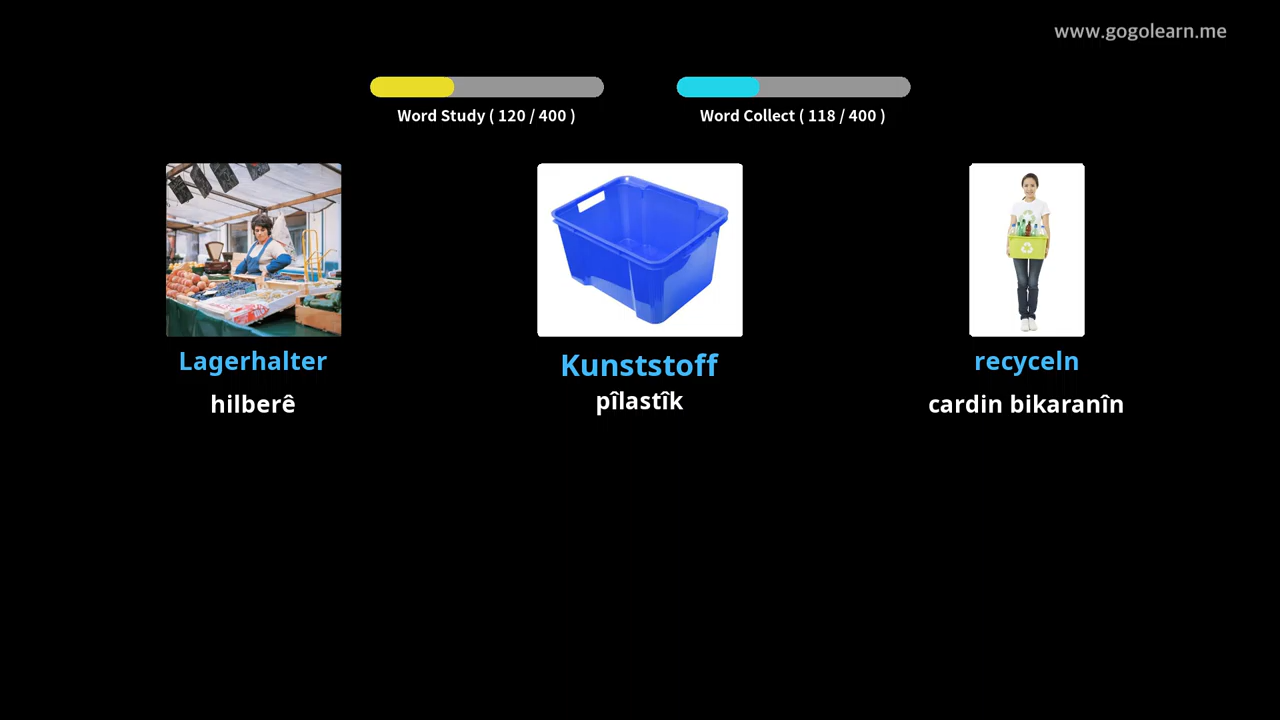 www.gogolearn.me
Word Study ( 120 / 400 )
Word Collect ( 118 / 400 )
Lagerhalter
hilberê
Kunststoff
pîlastîk
recyceln
cardin bikaranîn